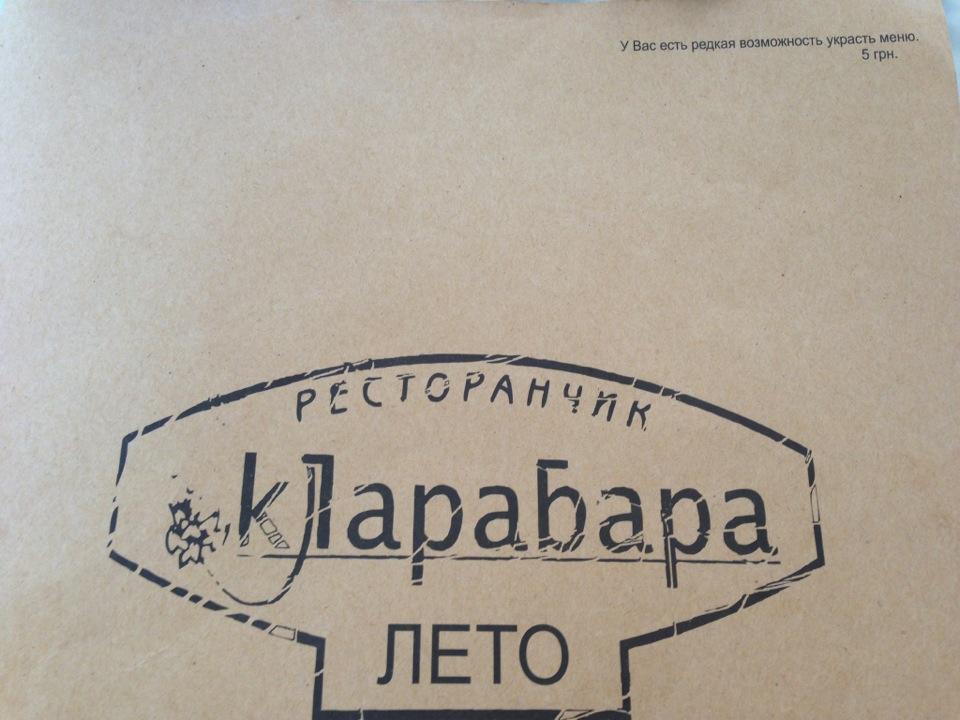 У Вас есть редкая возможность украсть меню.
5 грн.
РЕСТОРАНЧИК
кларабара
ЛЕТО